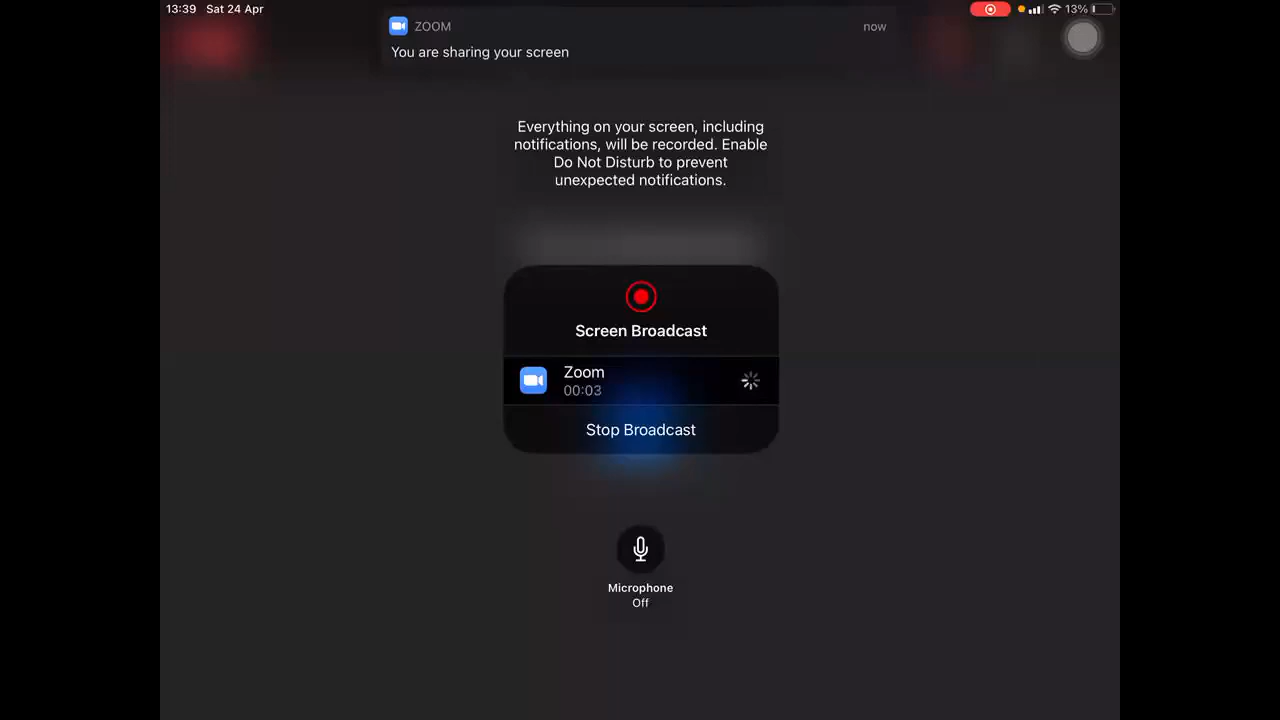 13:39 Sat 24 Apr
13%
ZOOM
now
You are sharing your screen
Everything on your screen, including
notifications, will be recorded. Enable
Do Not Disturb to prevent
unexpected notifications.
Screen Broadcast
Zoom
00:03
Stop Broadcast
Microphone
Off